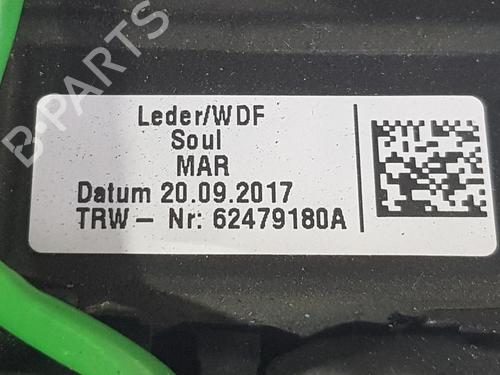 Leder/WDF
Soul
MAR
Datum 20.09.2017
TRW- Nr: 62479180A
B-PARTS